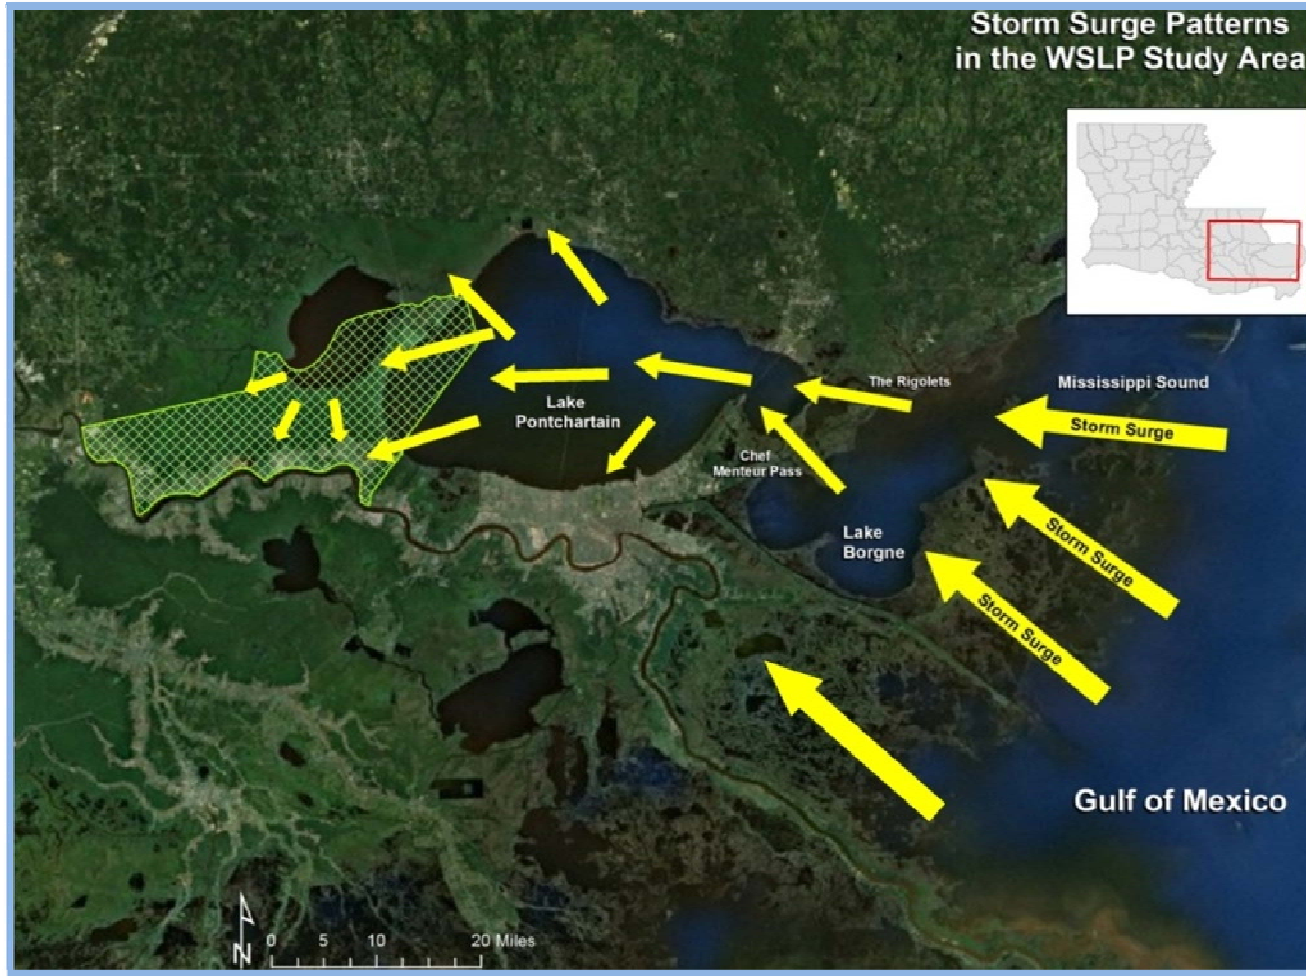 Storm Surge Patterns
in the WSLP Study Area
The Rigolets
Mississippi Sound
Storm Surge
Lake
Pontchartain
Chef
Menteur Pass
Storm Surge
Lake
Borgne
Storm Surge
Gulf of Mexico
N
0 5 10 20 Miles